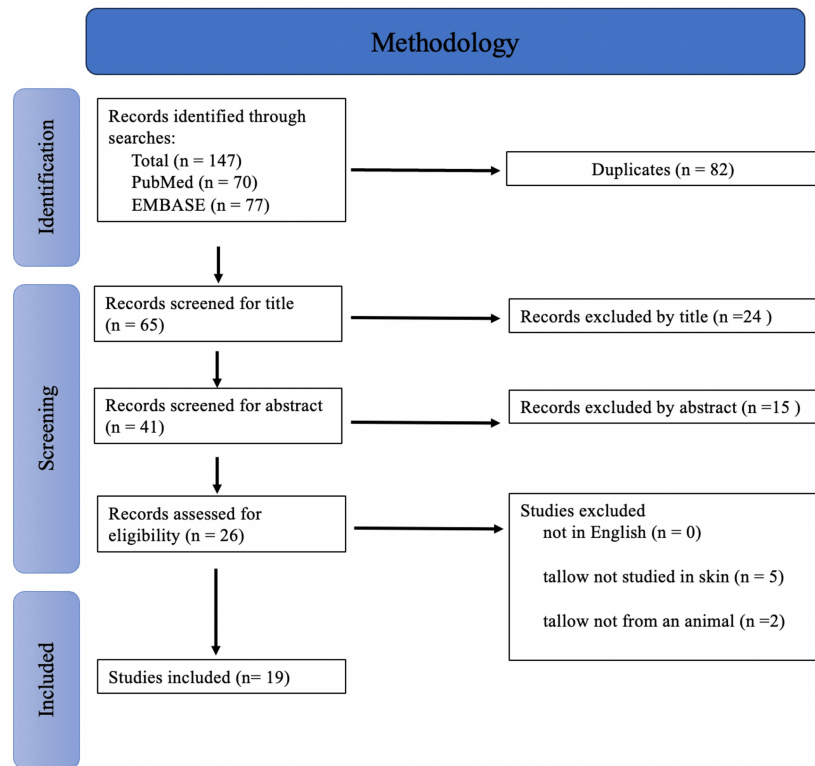 Methodology
Identification
Records identified through
searches:
Total (n = 147)
PubMed (n = 70)
EMBASE (n = 77)
Duplicates (n = 82)
Screening
Records screened for title
(n = 65)
Records excluded by title (n =24 )
Records screened for abstract
(n = 41)
Records excluded by abstract (n =15 )
Records assessed for
eligibility (n = 26)
Studies excluded
not in English (n = 0)
tallow not studied in skin (n = 5)
tallow not from an animal (n =2)
Included
Studies included (n= 19)